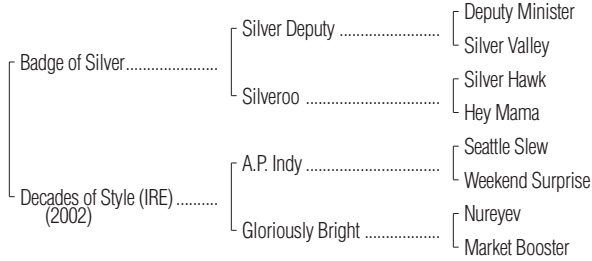 Deputy Minister
Silver Deputy ........................
Silver Valley
Badge of Silver......................
Silver Hawk
Silveroo ................................
Hey Mama
Seattle Slew
A.P. Indy ................................
Weekend Surprise
Decades of Style (IRE) ..........
(2002)
Nureyev
Gloriously Bright ..................
Market Booster